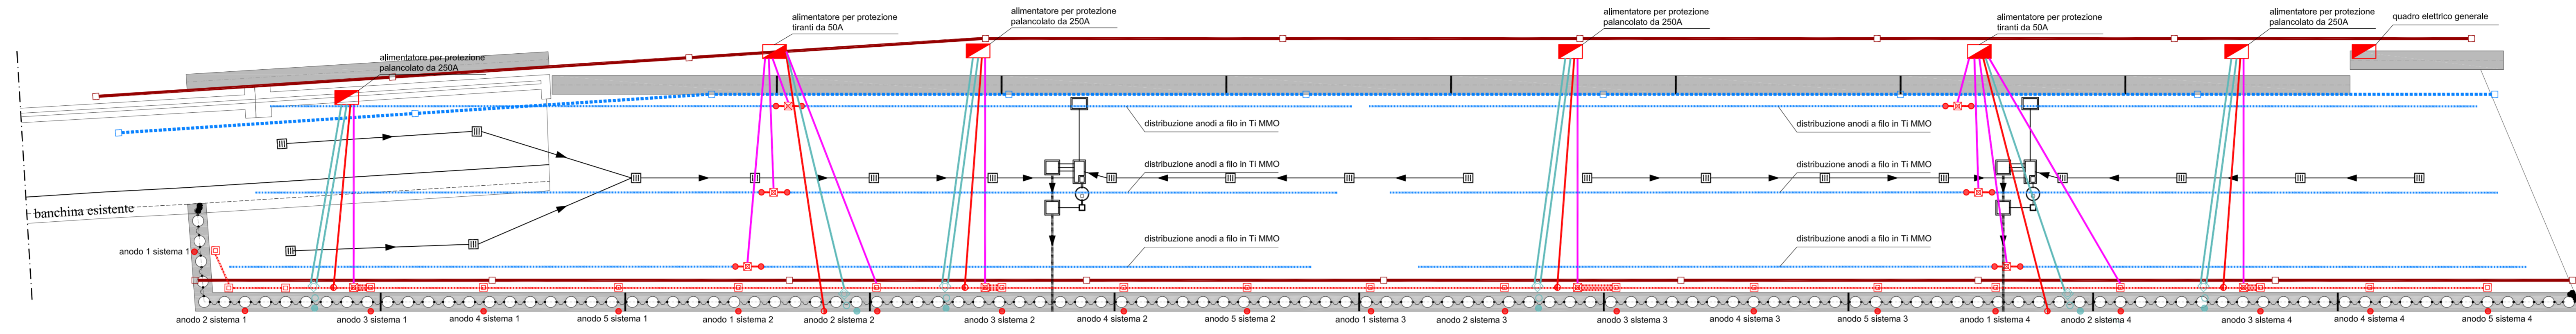 alimentatore per protezione
tiranti da 50A
alimentatore per protezione
palancolato da 250A
alimentatore per protezione
palancolato da 250A
alimentatore per protezione
tiranti da 50A
alimentatore per protezione
palancolato da 250A
quadro elettrico generale
alimentatore per protezione
palancolato da 250A
distribuzione anodi a filo in Ti MMO
distribuzione anodi a filo in Ti MMO
distribuzione anodi a filo in Ti MMO
distribuzione anodi a filo in Ti MMO
banchina esistente
distribuzione anodi a filo in Ti MMO
distribuzione anodi a filo in Ti MMO
anodo 1 sistema 1
anodo 2 sistema 1
anodo 3 sistema 1
anodo 4 sistema 1
anodo 5 sistema 1
anodo 1 sistema 2
anodo 2 sistema 2
anodo 3 sistema 2
anodo 4 sistema 2
anodo 5 sistema 2
anodo 1 sistema 3
anodo 2 sistema 3
anodo 3 sistema 3
anodo 4 sistema 3
anodo 5 sistema 3
anodo 1 sistema 4
anodo 2 sistema 4
anodo 3 sistema 4
anodo 4 sistema 4
anodo 5 sistema 4